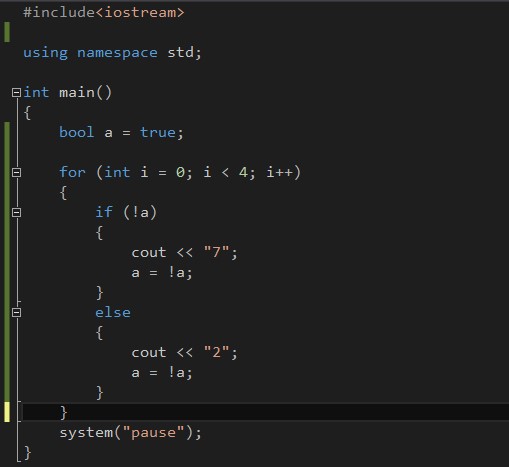 #include<iostream>
using namespace std;
int main()
{
bool a = true;
for (int i = 0; i < 4; i++)
{
if (!a)
{
cout << "7";
a = !a;
}
else
{
cout << "2";
a = !a;
}
}
system("pause");
}